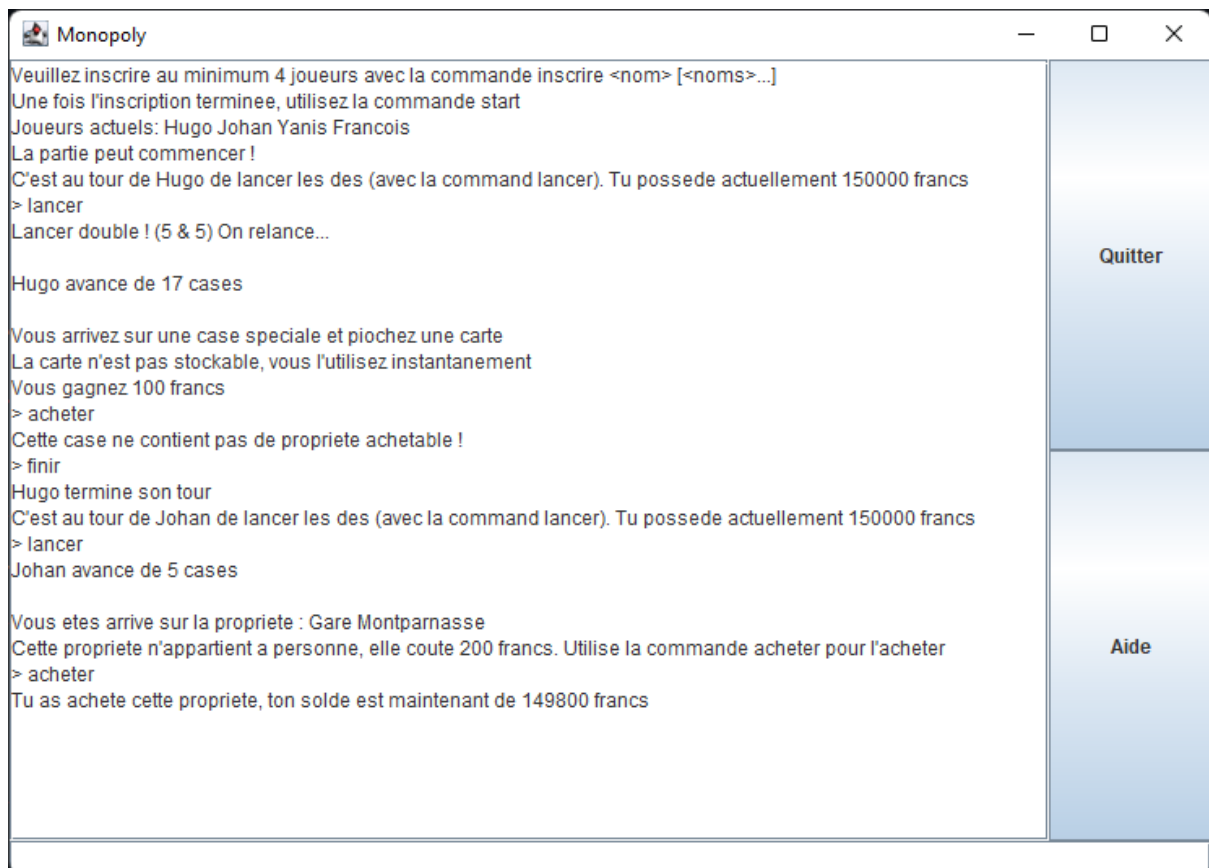 Monopoly
Veuillez inscrire au minimum 4 joueurs avec la commande inscrire <nom> [<noms>...]
Une fois l'inscription terminee, utilisez la commande start
Joueurs actuels: Hugo Johan Yanis Francois
La partie peut commencer !
C'est au tour de Hugo de lancer les des (avec la command lancer). Tu possede actuellement 150000 francs
> lancer
Lancer double ! (5 & 5) On relance...
Hugo avance de 17 cases
Vous arrivez sur une case speciale et piochez une carte
La carte n'est pas stockable, vous l'utilisez instantanement
Vous gagnez 100 francs
> acheter
Cette case ne contient pas de propriete achetable !
> finir
Hugo termine son tour
C'est au tour de Johan de lancer les des (avec la command lancer). Tu possede actuellement 150000 francs
> lancer
Johan avance de 5 cases
Vous etes arrive sur la propriete : Gare Montparnasse
Cette propriete n'appartient a personne, elle coute 200 francs. Utilise la commande acheter pour l'acheter
> acheter
Tu as achete cette propriete, ton solde est maintenant de 149800 francs
Quitter
Aide